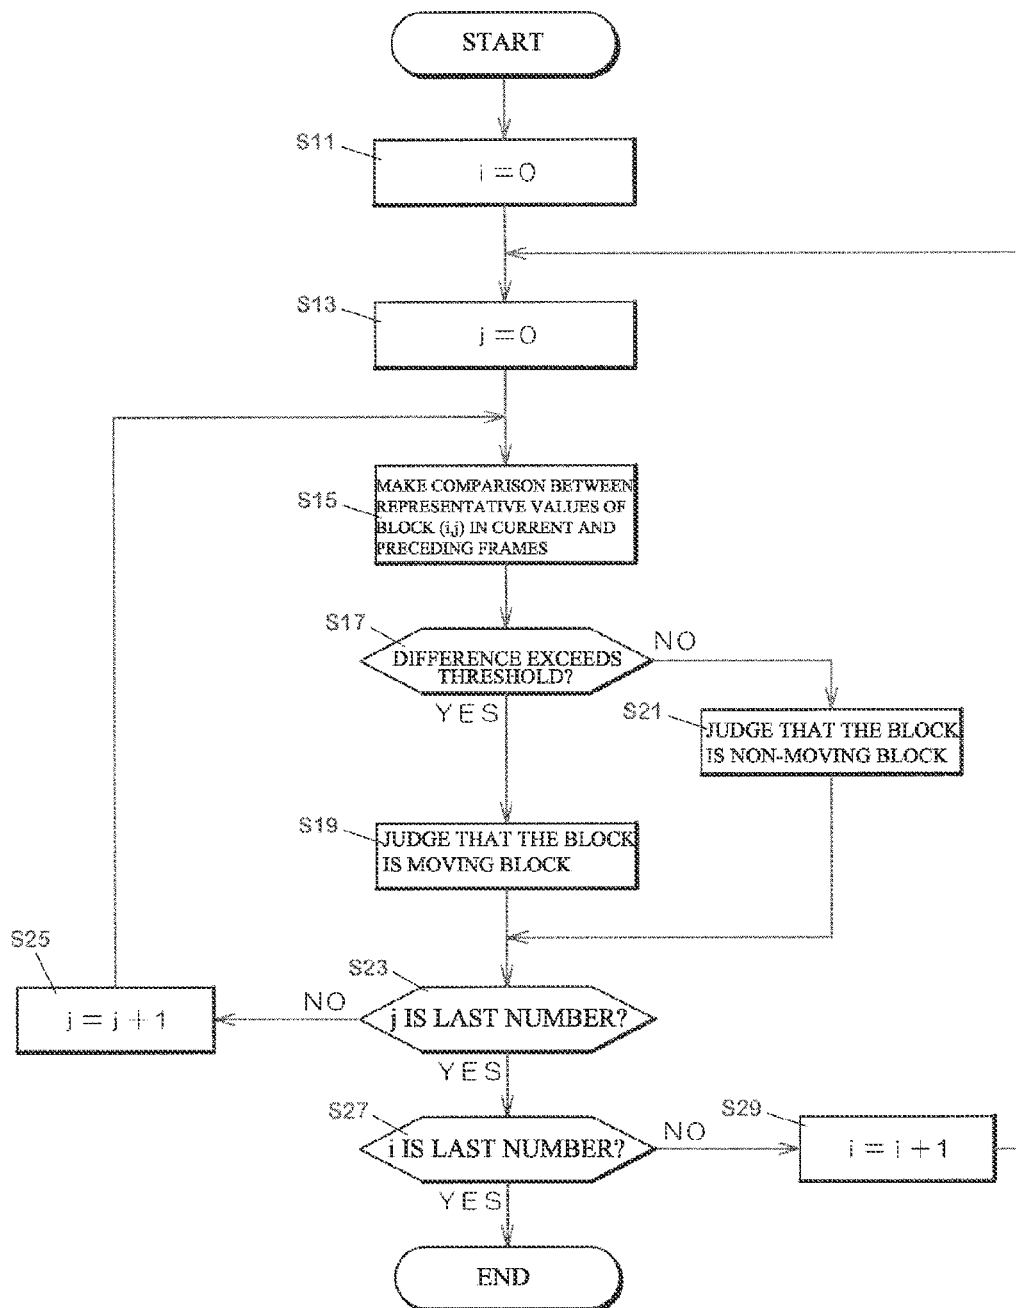 START
S11
i = 0
S13
j = 0
S15
MAKE COMPARISON BETWEEN
REPRESENTATIVE VALUES OF
BLOCK (i,j) IN CURRENT AND
PRECEDING FRAMES
S17
DIFFERENCE EXCEEDS
THRESHOLD?
NO
YES
S21
JUDGE THAT THE BLOCK
IS NON-MOVING BLOCK
S19
JUDGE THAT THE BLOCK
IS MOVING BLOCK
S25
j = j + 1
S23
NO
j IS LAST NUMBER?
YES
S27
i IS LAST NUMBER?
NO
S29
i = i + 1
YES
END